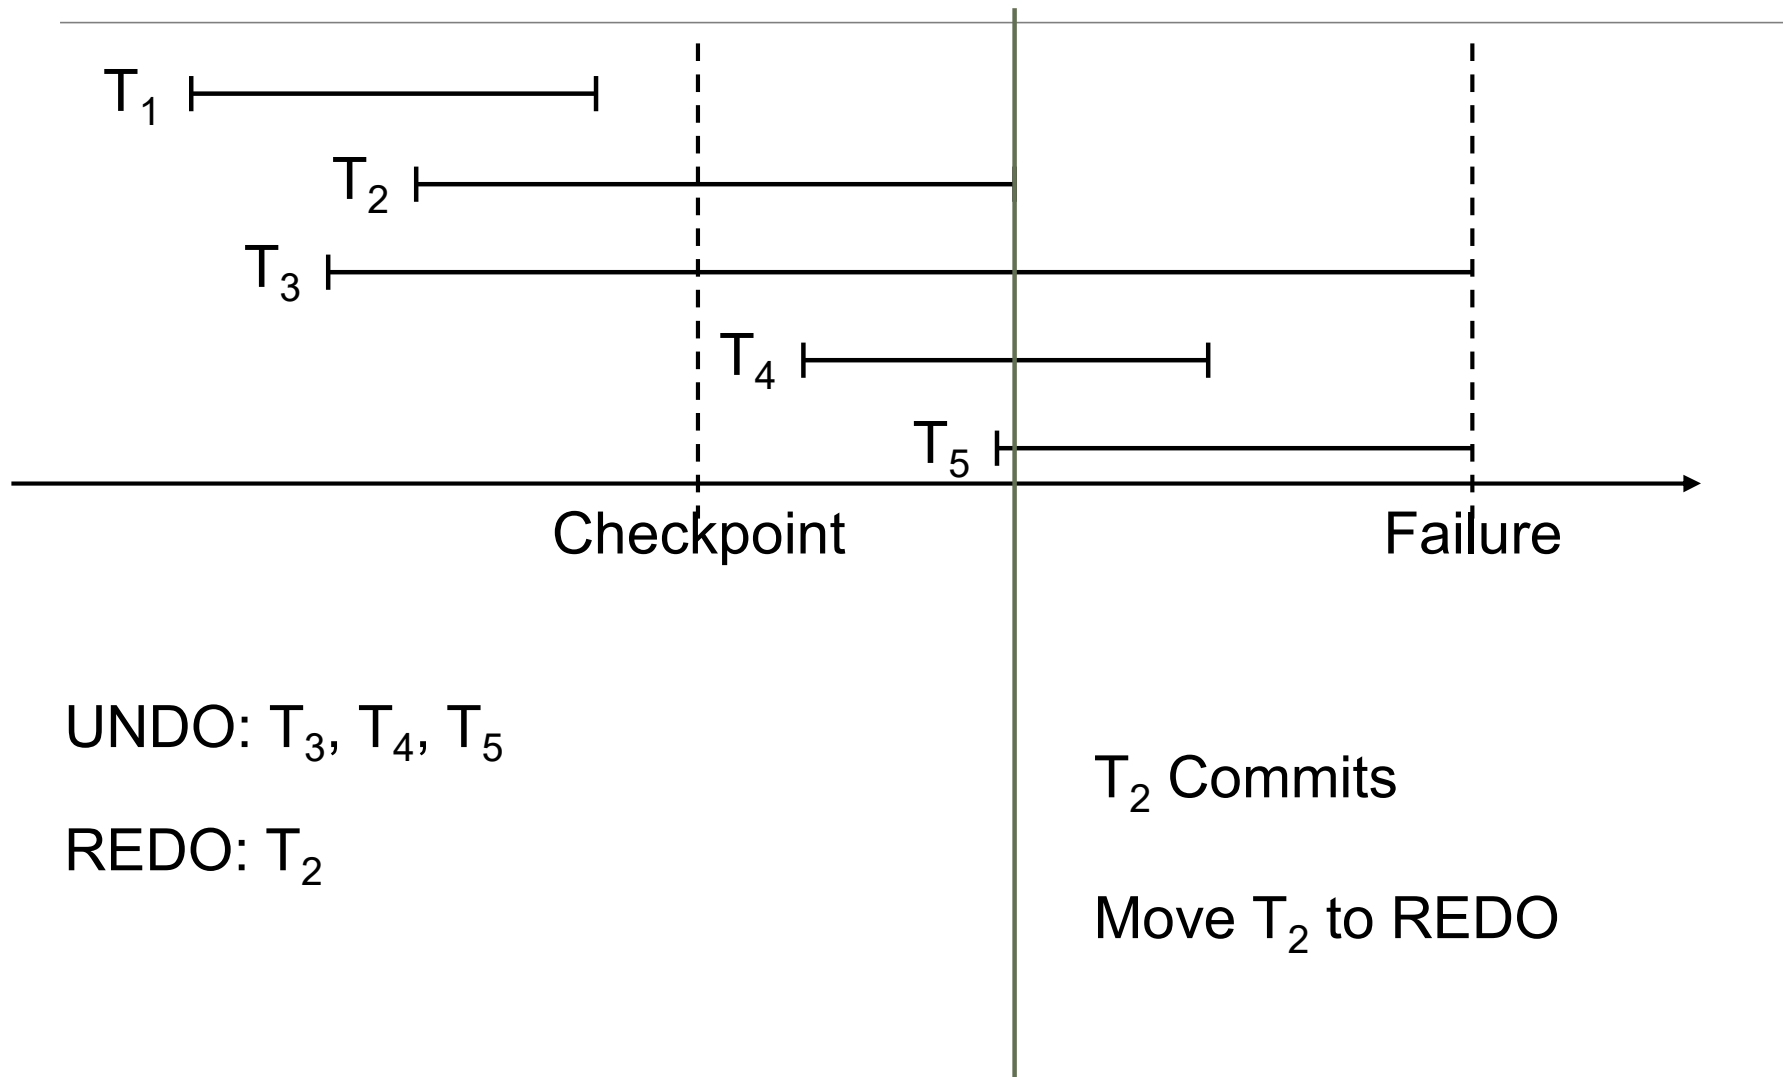 T₁
T₂
T₃
T₄
T₅
Checkpoint
Failure
UNDO: T₃, T₄, T₅
REDO: T₂
T₂ Commits
Move T₂ to REDO